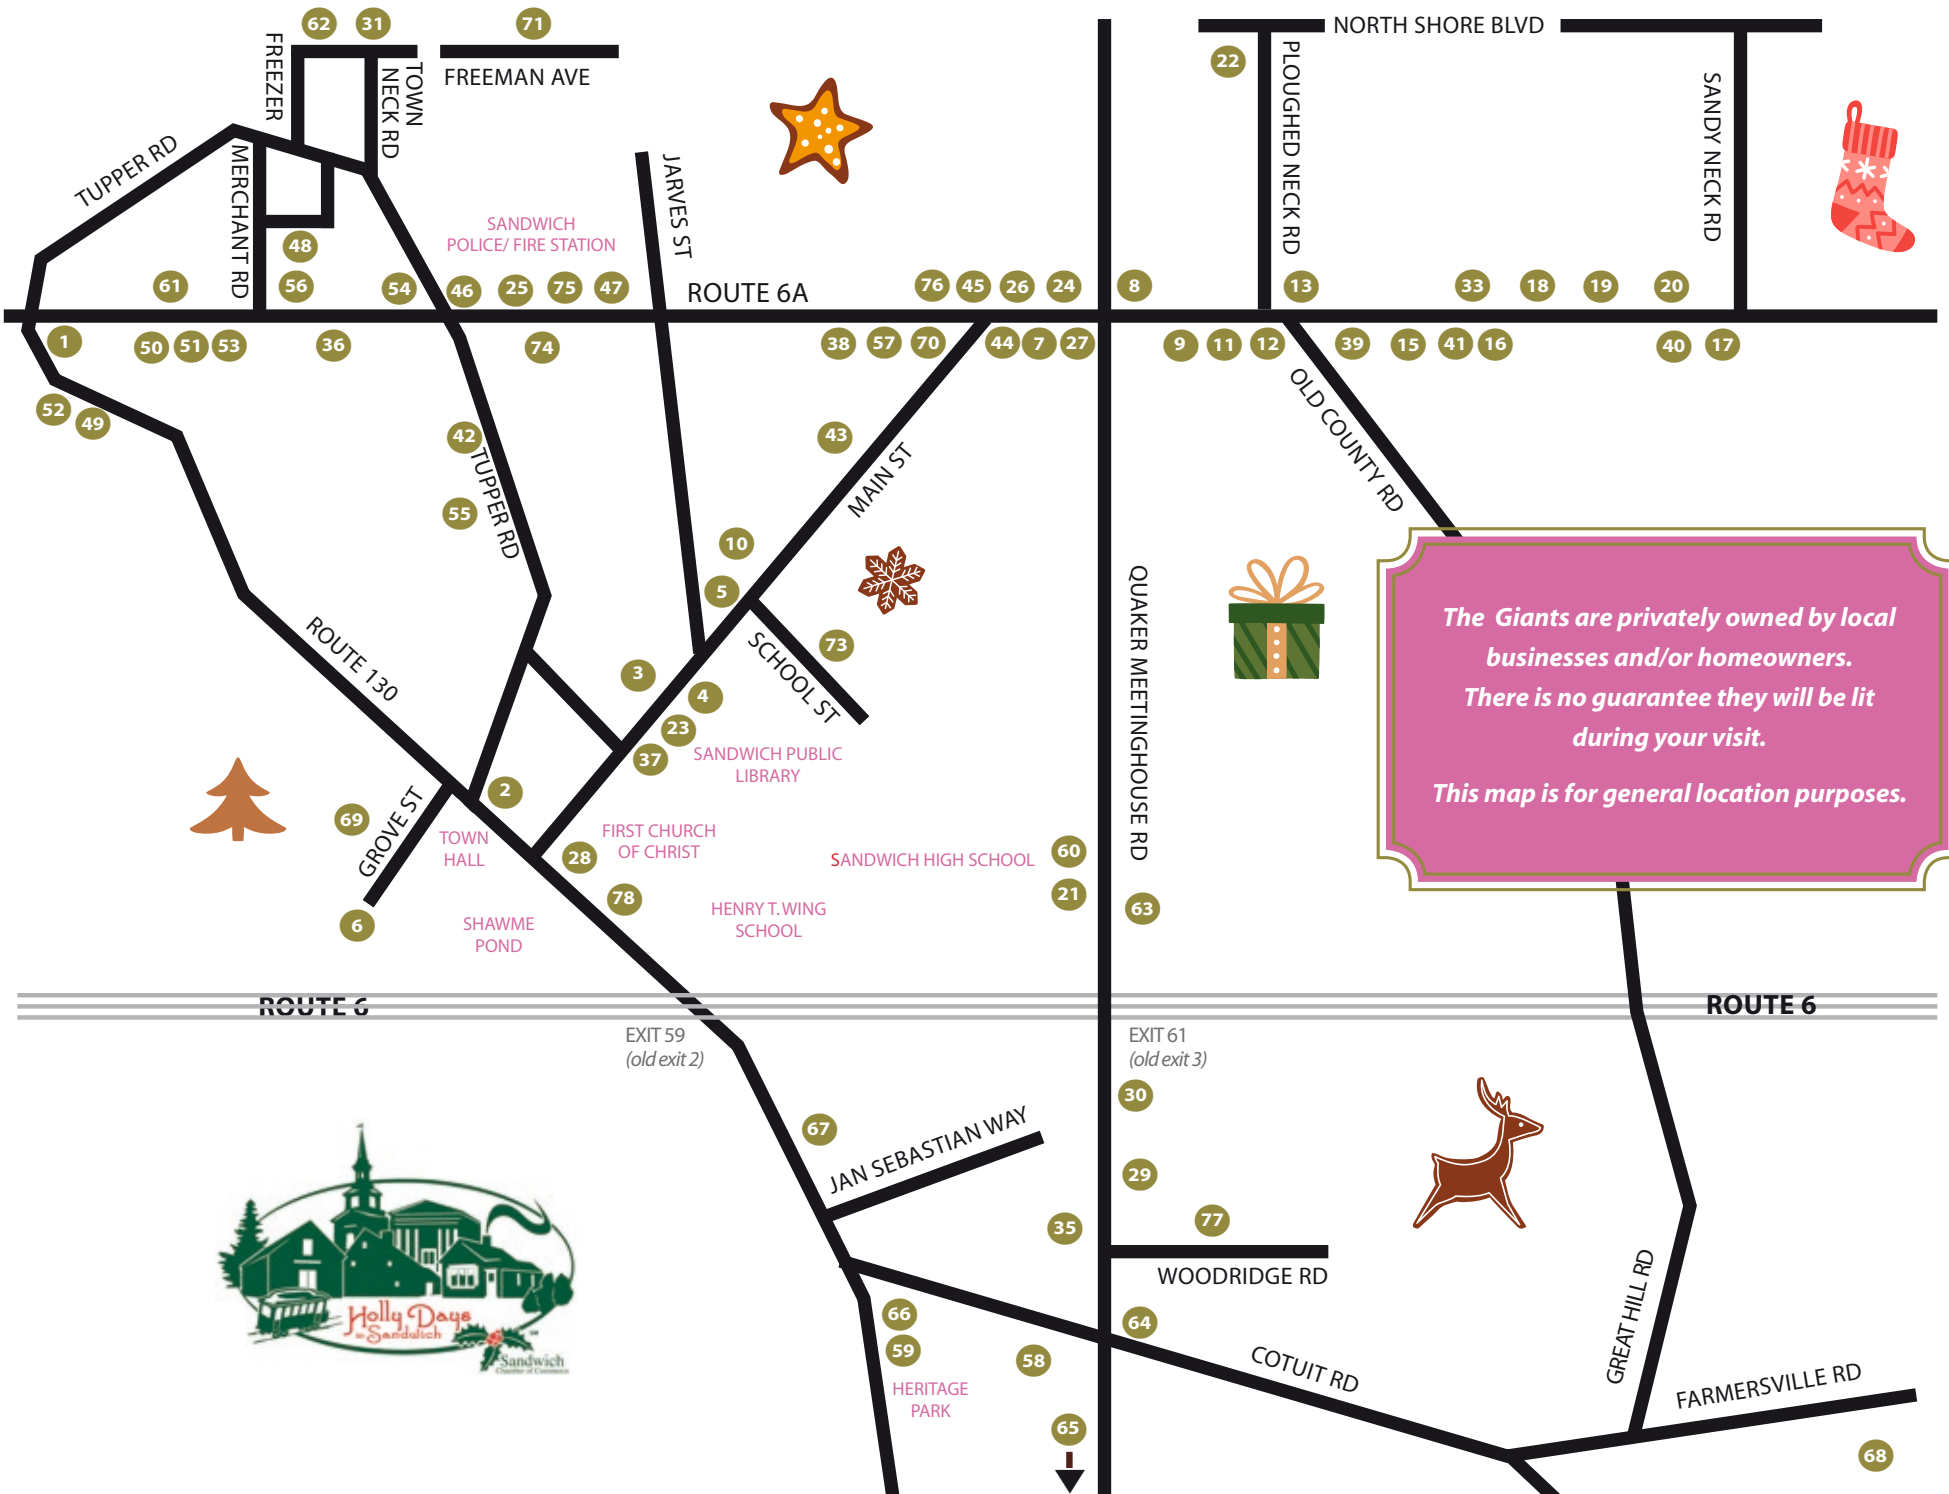 62
31
71
NORTH SHORE BLVD
FREEZER
TOWN
NECK RD
FREEMAN AVE
22
PLOUGHED NECK RD
SANDY NECK RD
TUPPER RD
MERCHANT RD
JARVES ST
SANDWICH
POLICE/ FIRE STATION
48
61
56
54
46
25
75
47
ROUTE 6A
76
45
26
24
8
13
33
18
19
20
1
50
51
53
36
74
38
57
70
44
7
27
9
11
12
39
15
41
16
40
17
52
49
42
TUPPER RD
43
MAIN ST
OLD COUNTY RD
55
10
5
QUAKER MEETINGHOUSE RD
ROUTE 130
SCHOOL ST
73
3
4
23
37
SANDWICH PUBLIC
LIBRARY
The Giants are privately owned by local
businesses and/or homeowners.
There is no guarantee they will be lit
during your visit.
This map is for general location purposes.
2
69
GROVE ST
TOWN
HALL
28
FIRST CHURCH
OF CHRIST
SANDWICH HIGH SCHOOL
60
21
63
78
HENRY T. WING
SCHOOL
6
SHAWME
POND
ROUTE 6
ROUTE 6
EXIT 59
(old exit 2)
EXIT 61
(old exit 3)
30
67
JAN SEBASTIAN WAY
29
35
77
WOODRIDGE RD
GREAT HILL RD
Holly Days
in Sandwich
Sandwich
Chamber of Commerce
66
59
58
64
COTUIT RD
FARMERSVILLE RD
HERITAGE
PARK
65
68